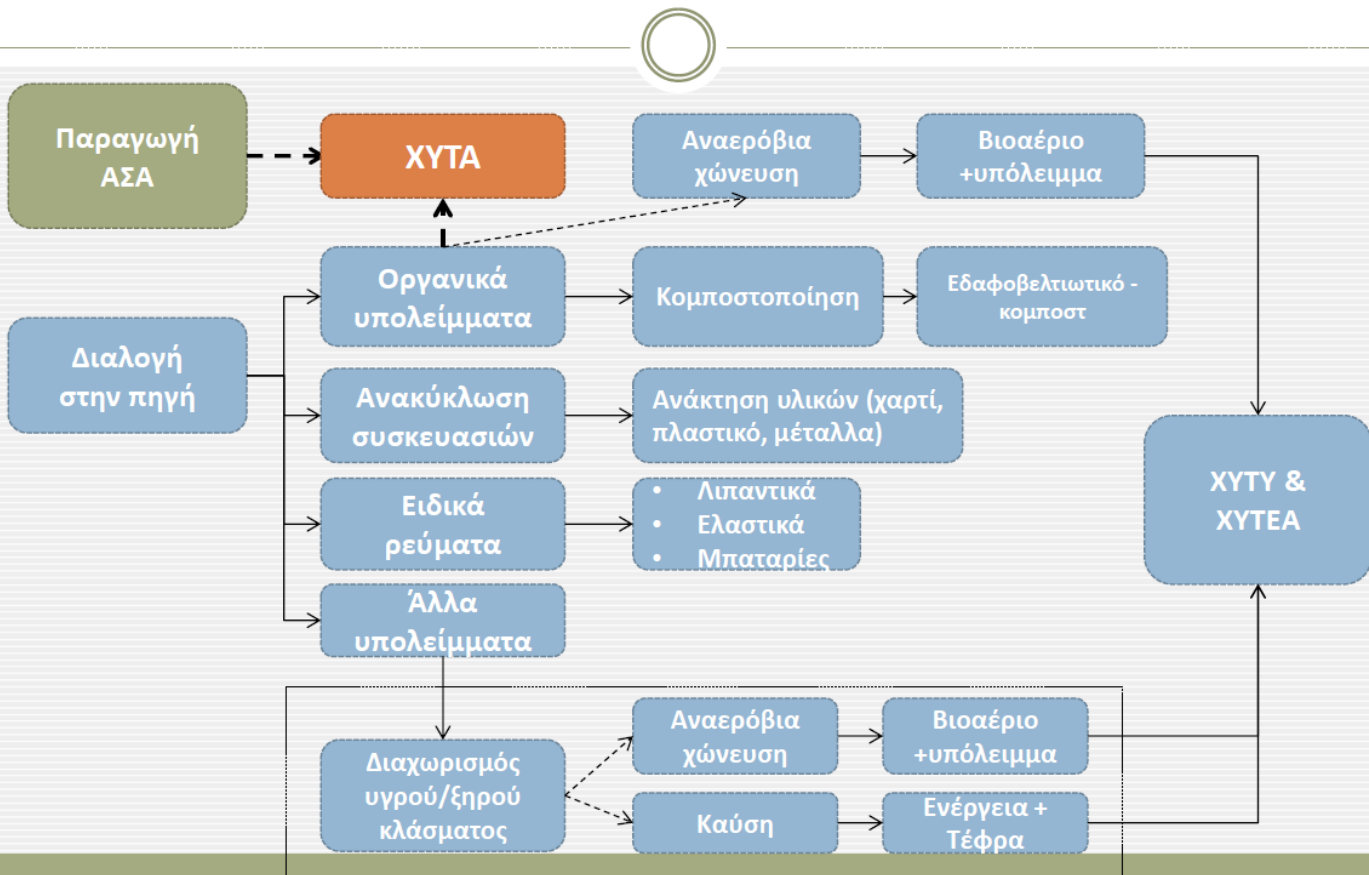 Παραγωγή
ΑΣΑ
ΧΥΤΑ
Αναερόβια
χώνευση
Βιοαέριο
+υπόλειμμα
Οργανικά
υπολείμματα
Κομποστοποίηση
Εδαφοβελτιωτικό -
κομποστ
Διαλογή
στην πηγή
Ανακύκλωση
συσκευασιών
Ανάκτηση υλικών (χαρτί,
πλαστικό, μέταλλα)
ΧΥΤΥ &
ΧΥΤΕΑ
Ειδικά
ρεύματα
• Λιπαντικά
• Ελαστικά
• Μπαταρίες
Άλλα
υπολείμματα
Διαχωρισμός
υγρού/ξηρού
κλάσματος
Αναερόβια
χώνευση
Βιοαέριο
+υπόλειμμα
Καύση
Ενέργεια +
Τέφρα